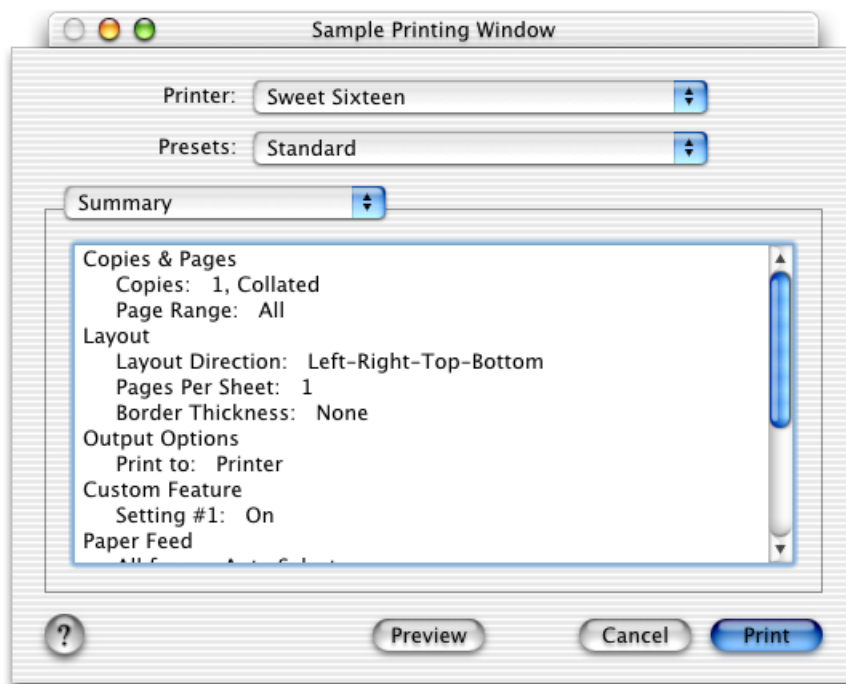 Sample Printing Window
Printer: Sweet Sixteen
Presets: Standard
Summary
Copies & Pages
Copies: 1, Collated
Page Range: All
Layout
Layout Direction: Left-Right-Top-Bottom
Pages Per Sheet: 1
Border Thickness: None
Output Options
Print to: Printer
Custom Feature
Setting #1: On
Paper Feed
? Preview Cancel Print